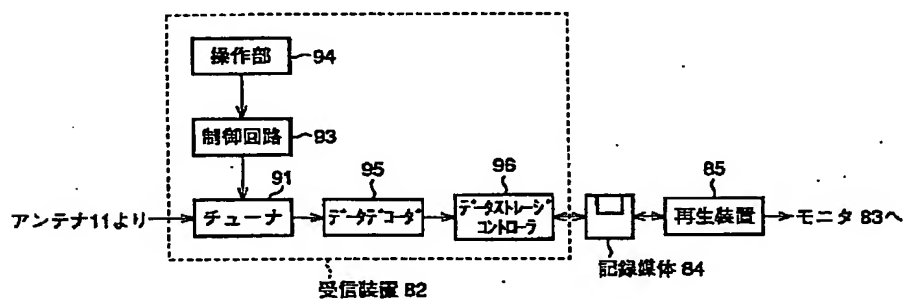 操作部
94
制御回路
93
91
95
96
85
アンテナ11より
チューナ
データデコーダ
データストレージ
コントローラ
再生装置
モニタ 83へ
記録媒体 84
受信装置 82